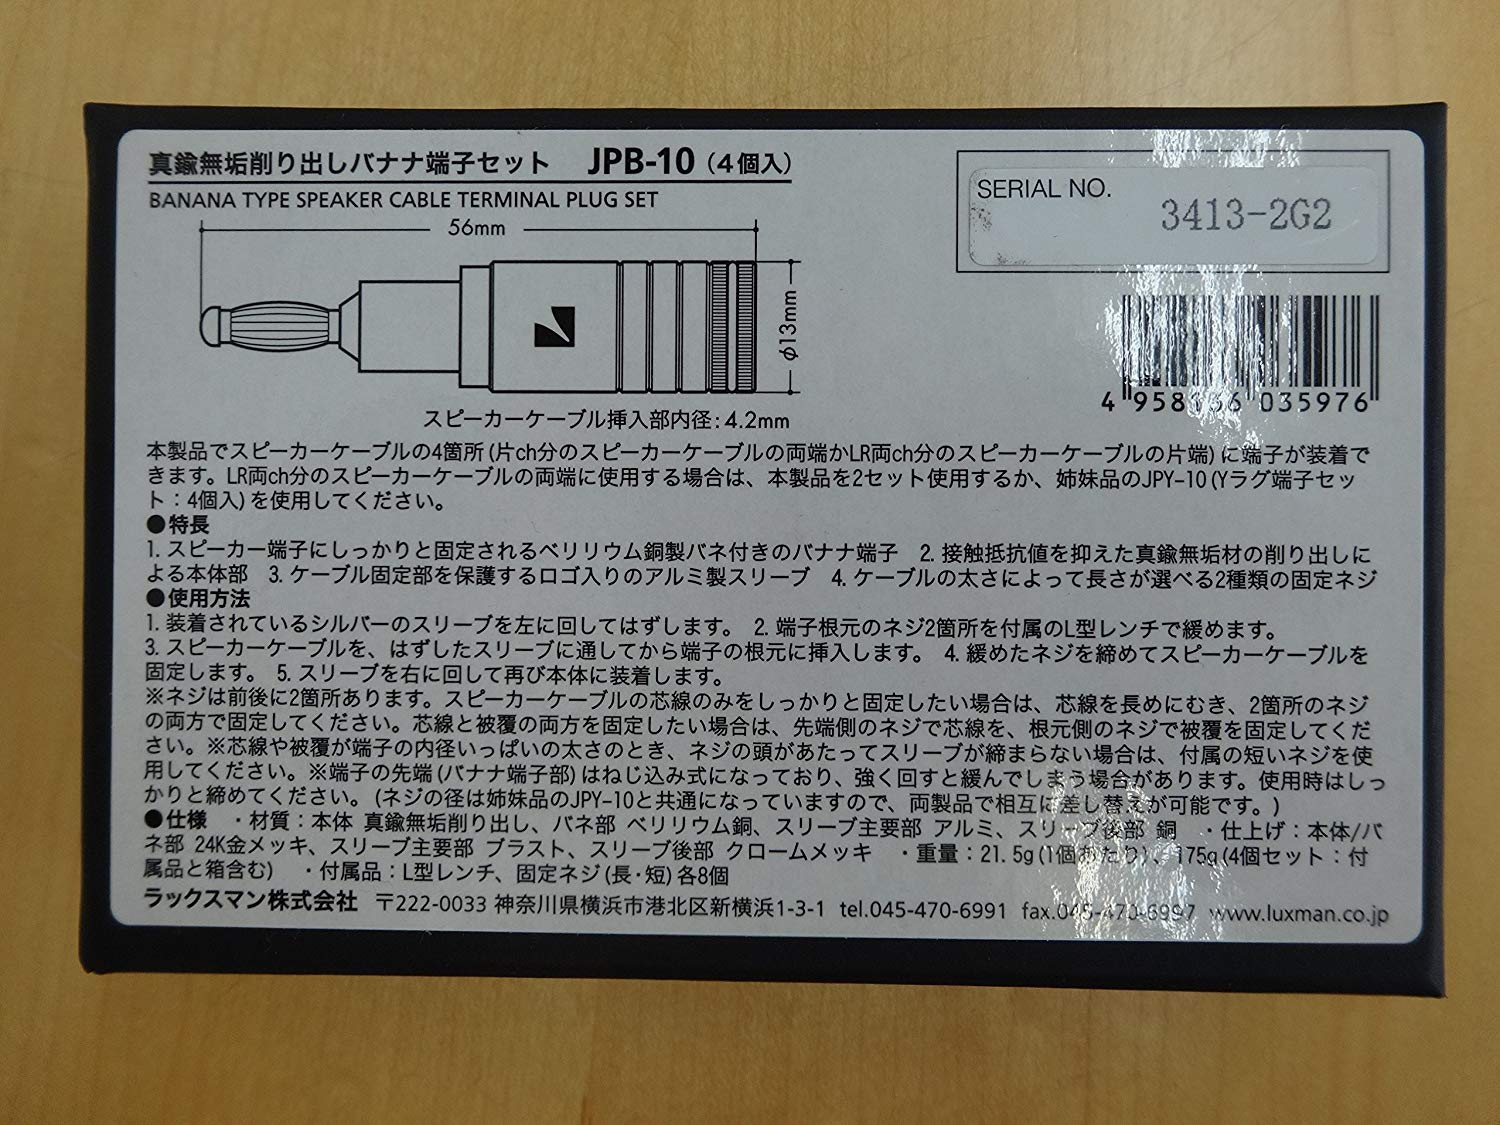 真鍮無垢削り出しバナナ端子セット JPB-10 (4個入)
BANANA TYPE SPEAKER CABLE TERMINAL PLUG SET
56mm
φ13mm
スピーカーケーブル挿入部内径:4.2mm
SERIAL NO.
3413-2G2
4 958166 035976
本製品でスピーカーケーブルの4箇所(片ch分のスピーカーケーブルの両端かLR両ch分のスピーカーケーブルの片端)に端子が装着で
きます。LR両ch分のスピーカーケーブルの両端に使用する場合は、本製品を2セット使用するか、姉妹品のJPY-10(Yラグ端子セッ
ト:4個入)を使用してください。
●特長
1. スピーカー端子にしっかりと固定されるベリリウム銅製バネ付きのバナナ端子 2. 接触抵抗値を抑えた真鍮無垢材の削り出しに
よる本体部 3. ケーブル固定部を保護するロゴ入りのアルミ製スリーブ 4. ケーブルの太さによって長さが選べる2種類の固定ネジ
●使用方法
1. 装着されているシルバーのスリーブを左に回してはずします。 2. 端子根元のネジ2箇所を付属のL型レンチで緩めます。
3. スピーカーケーブルを、はずしたスリーブに通してから端子の根元に挿入します。 4. 緩めたネジを締めてスピーカーケーブルを
固定します。 5. スリーブを右に回して再び本体に装着します。
※ネジは前後に2箇所あります。スピーカーケーブルの芯線のみをしっかりと固定したい場合は、芯線を長めにむき、2箇所のネジ
の両方で固定してください。芯線と被覆の両方を固定したい場合は、先端側のネジで芯線を、根元側のネジで被覆を固定してくだ
さい。※芯線や被覆が端子の内径いっぱいの太さのとき、ネジの頭があたってスリーブが締まらない場合は、付属の短いネジを使
用してください。※端子の先端(バナナ端子部)はねじ込み式になっており、強く回すと緩んでしまう場合があります。使用時はしっ
かりと締めてください。(ネジの径は姉妹品のJPY-10と共通になっていますので、両製品で相互に差し替えが可能です。)
●仕様 ・材質:本体 真鍮無垢削り出し、バネ部 ベリリウム銅、スリーブ主要部 アルミ、スリーブ後部 銅 ・仕上げ:本体/バ
ネ部 24K金メッキ、スリーブ主要部 ブラスト、スリーブ後部 クロームメッキ ・重量:21.5g(1個あたり)、175g(4個セット:付
属品と箱含む) ・付属品:L型レンチ、固定ネジ(長・短)各8個
ラックスマン株式会社 〒222-0033 神奈川県横浜市港北区新横浜1-3-1 tel.045-470-6991 fax.045-470-6997 www.luxman.co.jp